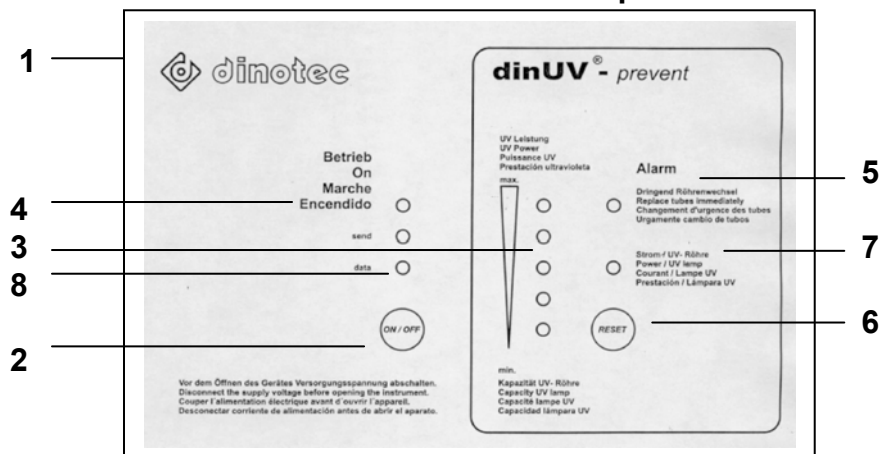 1
dinotec
dinUV® - prevent
UV Leistung
UV Power
Puissance UV
Prestación ultravioleta
max.
Betrieb
On
Marche
Encendido
Alarm
5
Dringend Röhrenwechsel
Replace tubes immediately
Changement d'urgence des tubes
Urgamente cambio de tubos
4
send
3
data
8
7
Strom / UV- Röhre
Power / UV lamp
Courant / Lampe UV
Prestación / Lámpara UV
ON / OFF
RESET
6
2
min.
Kapazität UV- Röhre
Capacity UV lamp
Capacité lampe UV
Capacidad lámpara UV
Vor dem Öffnen des Gerätes Versorgungsspannung abschalten.
Disconnect the supply voltage before opening the instrument.
Couper l'alimentation électrique avant d'ouvrir l'appareil.
Desconectar corriente de alimentación antes de abrir el aparato.